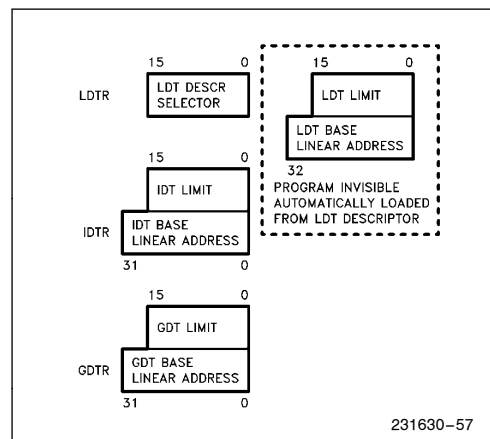 15 0
LDTR
LDT DESCR
SELECTOR
15 0
LDT LIMIT
LDT BASE
LINEAR ADDRESS
32
PROGRAM INVISIBLE
AUTOMATICALLY LOADED
FROM LDT DESCRIPTOR
15 0
IDT LIMIT
IDTR
IDT BASE
LINEAR ADDRESS
31 0
15 0
GDT LIMIT
GDTR
GDT BASE
LINEAR ADDRESS
31 0
231630–57